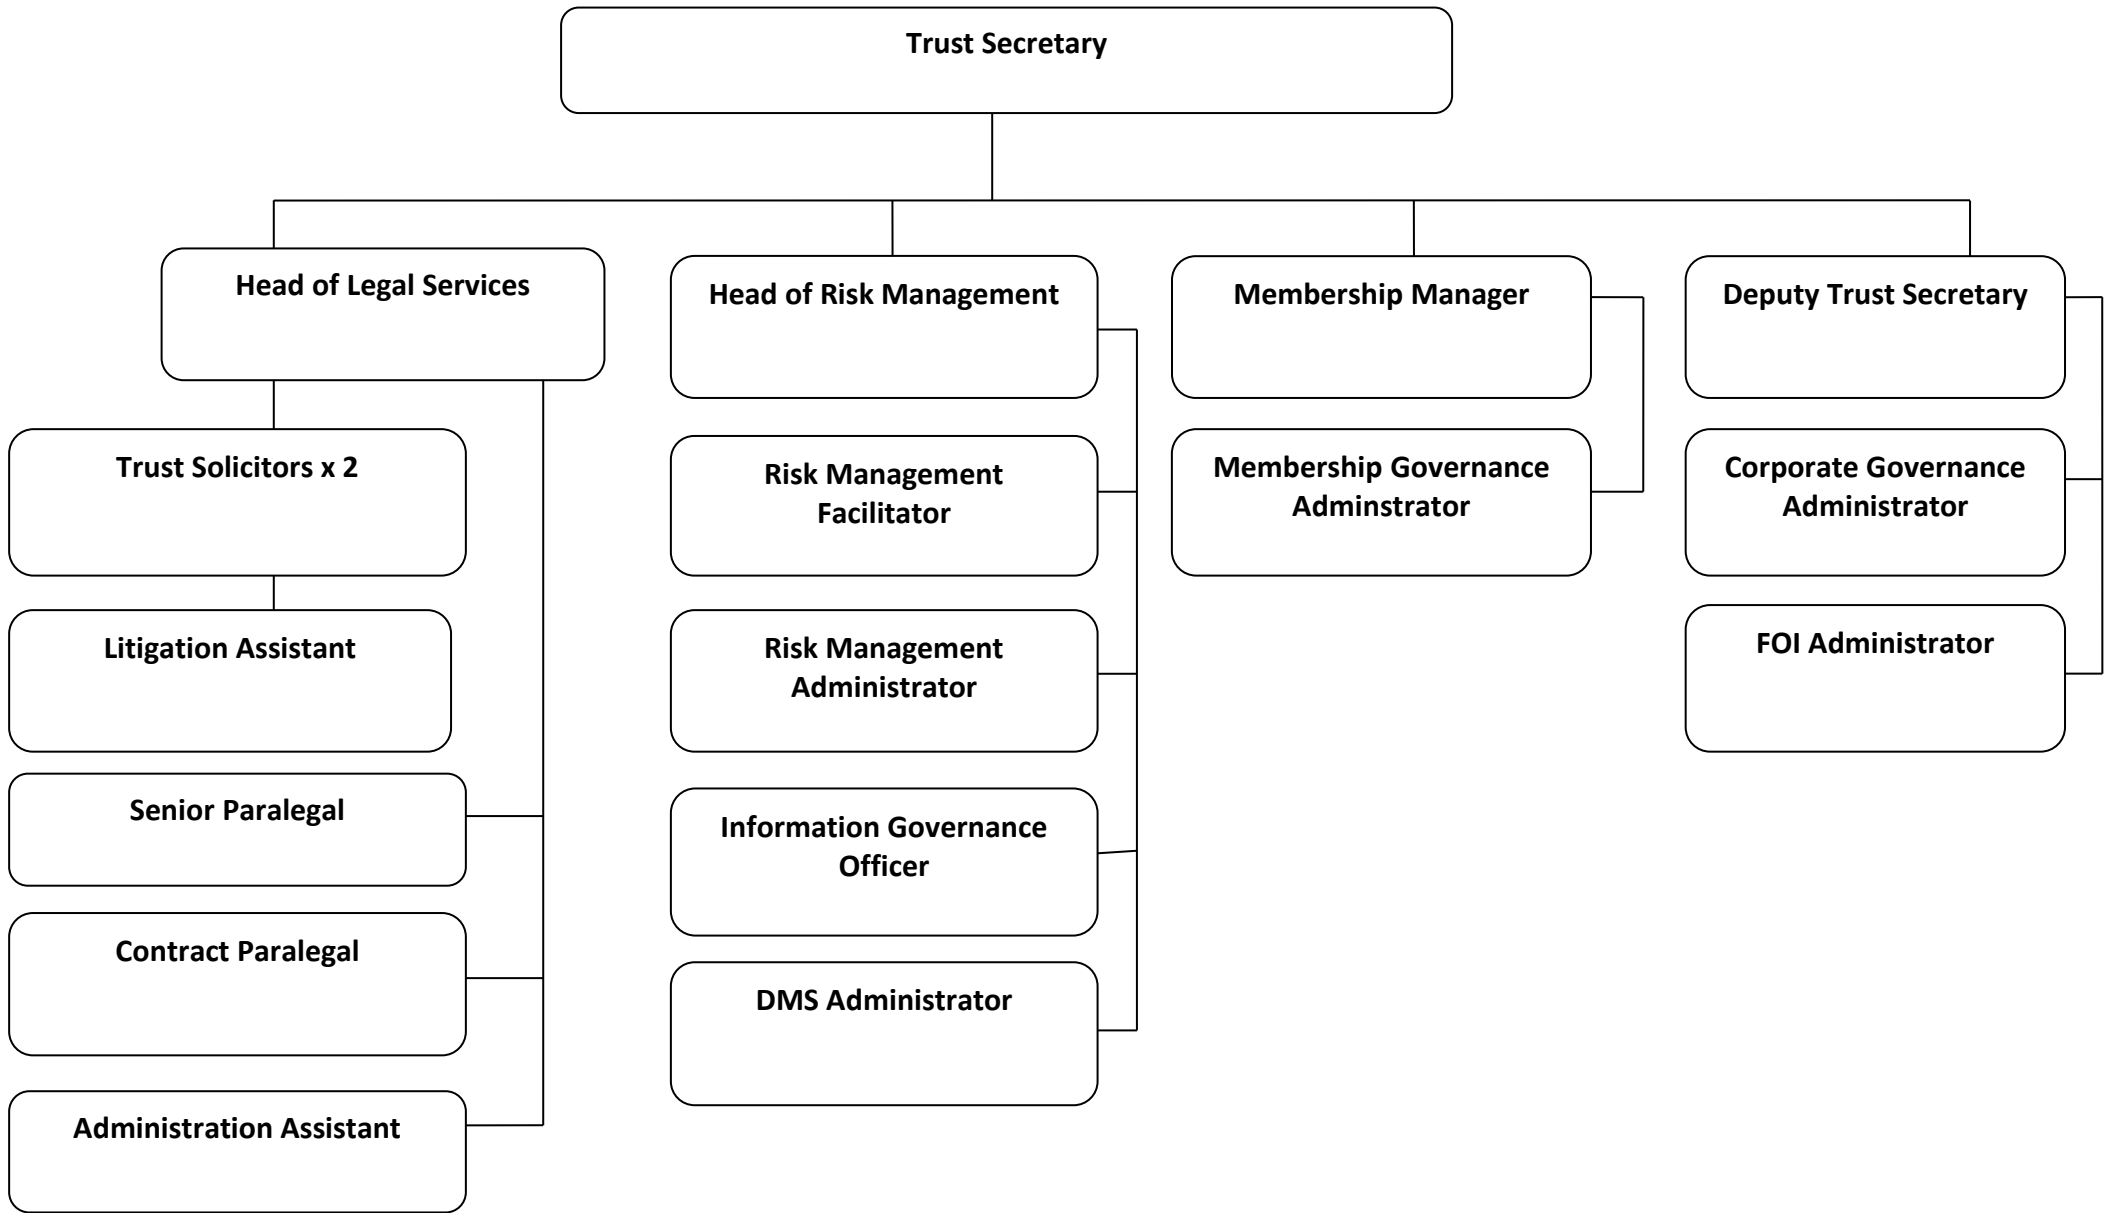 Trust Secretary
Head of Legal Services
Trust Solicitors x 2
Litigation Assistant
Senior Paralegal
Contract Paralegal
Administration Assistant
Head of Risk Management
Risk Management
Facilitator
Risk Management
Administrator
Information Governance
Officer
DMS Administrator
Membership Manager
Membership Governance
Adminstrator
Deputy Trust Secretary
Corporate Governance
Administrator
FOI Administrator